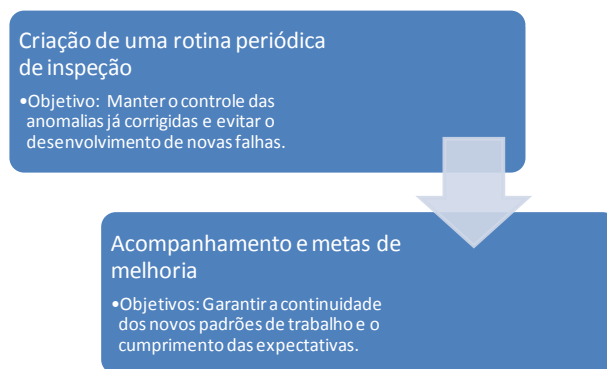 Criação de uma rotina periódica
de inspeção
•Objetivo: Manter o controle das
anomalias já corrigidas e evitar o
desenvolvimento de novas falhas.
Acompanhamento e metas de
melhoria
•Objetivos: Garantir a continuidade
dos novos padrões de trabalho e o
cumprimento das expectativas.